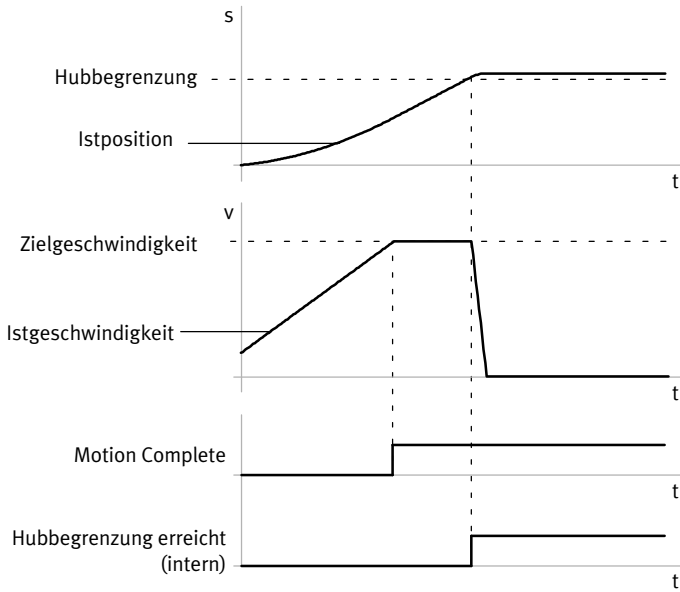 s
Hubbegrenzung
Istposition
t
v
Zielgeschwindigkeit
Istgeschwindigkeit
t
Motion Complete
t
Hubbegrenzung erreicht
(intern)
t